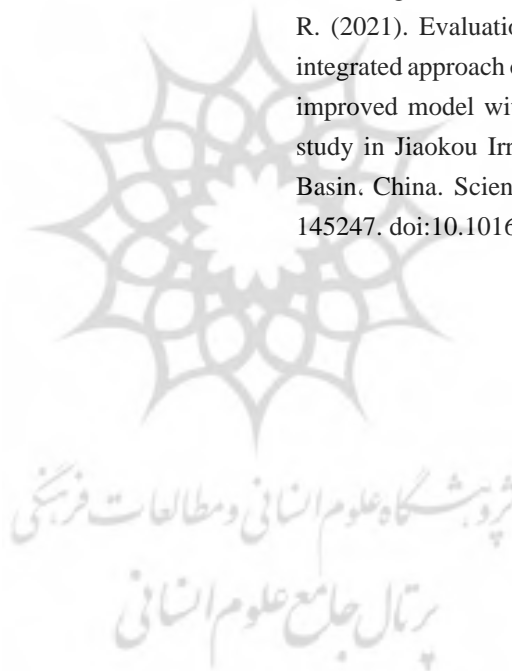 R. (2021). Evaluatio
integrated approach
improved model wit
study in Jiaokou Irr
Basin، China. Scien
145247. doi:10.1016
پژوهشگاه علوم انسانی و مطالعات فرهنگی
پرتال جامع علوم انسانی